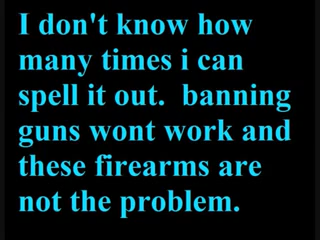 I don't know how
many times i can
spell it out.  banning
guns wont work and
these firearms are
not the problem.